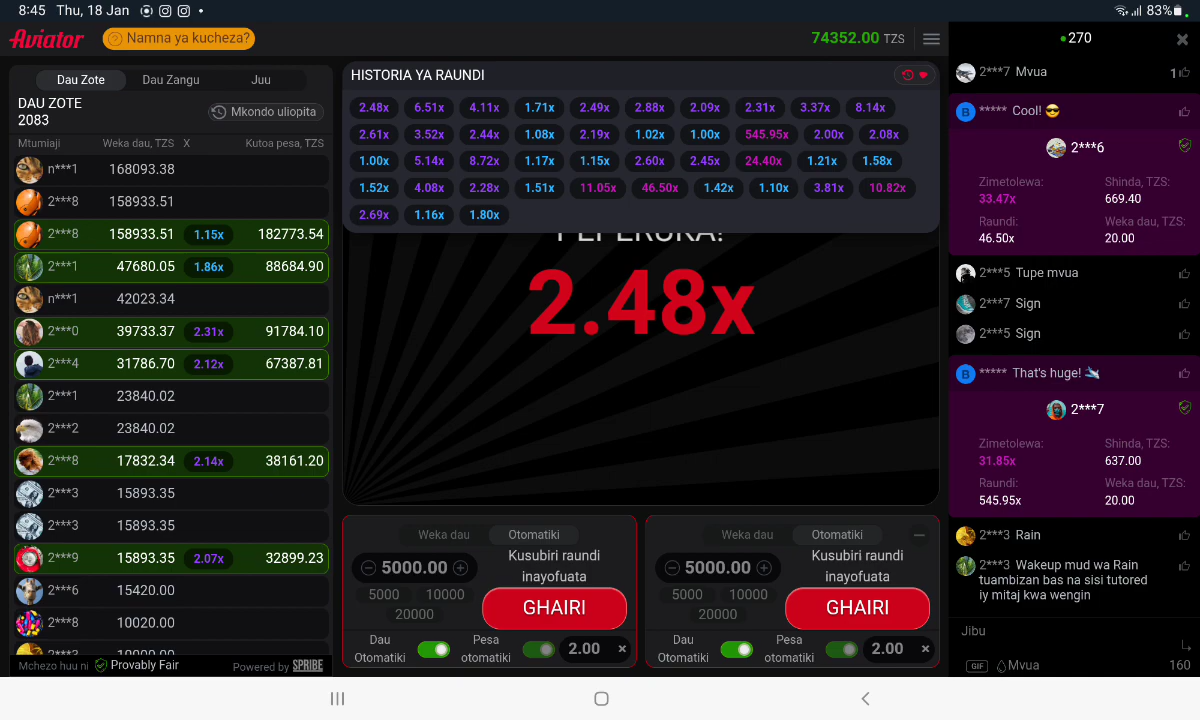 8:45 Thu, 18 Jan
83%
Aviator
Namna ya kucheza?
74352.00 TZS
270
Dau Zote
Dau Zangu
Juu
DAU ZOTE
2083
Mkondo uliopita
Mtumiaji Weka dau, TZS X Kutoa pesa, TZS
n***1 168093.38
2***8 158933.51
2***8 158933.51 1.15x 182773.54
2***1 47680.05 1.86x 88684.90
n***1 42023.34
2***0 39733.37 2.31x 91784.10
2***4 31786.70 2.12x 67387.81
2***1 23840.02
2***2 23840.02
2***8 17832.34 2.14x 38161.20
2***3 15893.35
2***3 15893.35
2***9 15893.35 2.07x 32899.23
2***6 15420.00
2***8 10020.00
Mchezo huu ni Provably Fair
Powered by SPRIBE
HISTORIA YA RAUNDI
2.48x 6.51x 4.11x 1.71x 2.49x 2.88x 2.09x 2.31x 3.37x 8.14x
2.61x 3.52x 2.44x 1.08x 2.19x 1.02x 1.00x 545.95x 2.00x 2.08x
1.00x 5.14x 8.72x 1.17x 1.15x 2.60x 2.45x 24.40x 1.21x 1.58x
1.52x 4.08x 2.28x 1.51x 11.05x 46.50x 1.42x 1.10x 3.81x 10.82x
2.69x 1.16x 1.80x
2.48x
Weka dau Otomatiki
5000.00
5000 10000
20000
Kusubiri raundi
inayofuata
GHAIRI
Dau
Otomatiki
Pesa
otomatiki
2.00 ×
Weka dau Otomatiki
5000.00
5000 10000
20000
Kusubiri raundi
inayofuata
GHAIRI
Dau
Otomatiki
Pesa
otomatiki
2.00 ×
2***7 Mvua 1
B ***** Cool! 😎
2***6
Zimetolewa: Shinda, TZS:
33.47x 669.40
Raundi: Weka dau, TZS:
46.50x 20.00
2***5 Tupe mvua
2***7 Sign
2***5 Sign
B ***** That's huge! 🛩
2***7
Zimetolewa: Shinda, TZS:
31.85x 637.00
Raundi: Weka dau, TZS:
545.95x 20.00
2***3 Rain
2***3 Wakeup mud wa Rain
tuambizan bas na sisi tutored
iy mitaj kwa wengin
Jibu
GIF Mvua 160